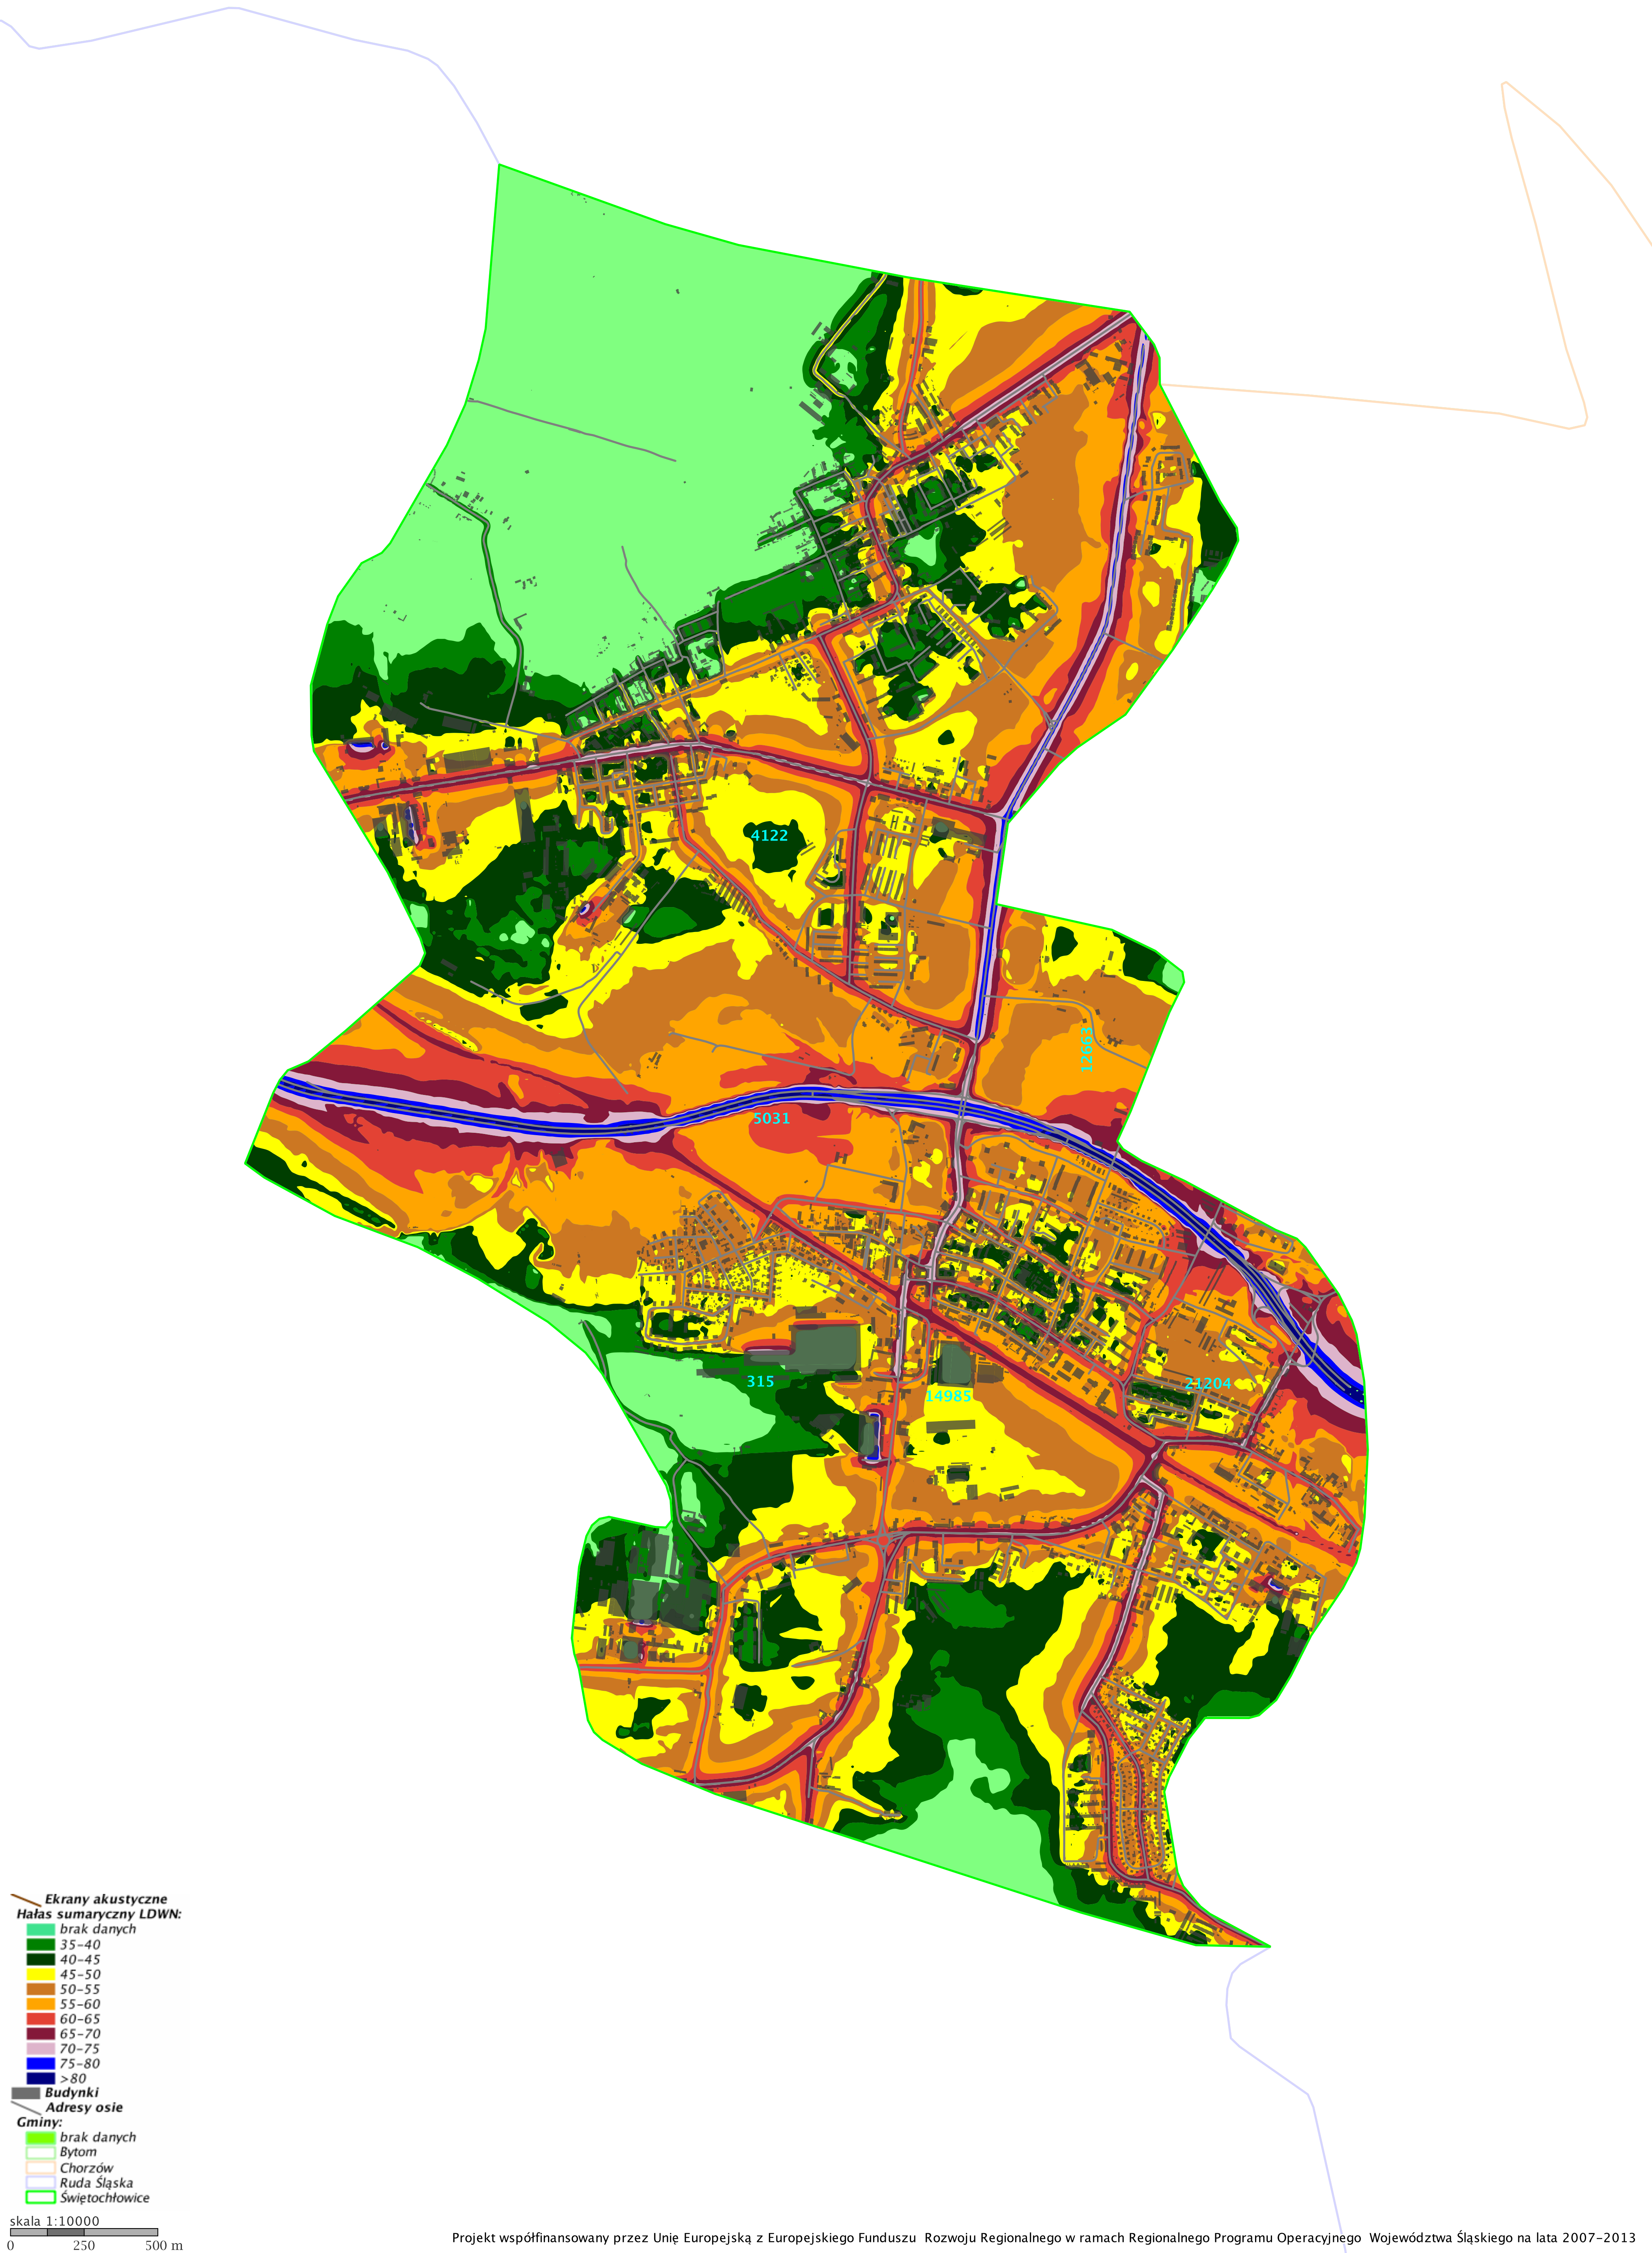 4122
12663
5031
315
14985
21204
Ekrany akustyczne
Hałas sumaryczny LDWN:
brak danych
35-40
40-45
45-50
50-55
55-60
60-65
65-70
70-75
75-80
>80
Budynki
Adresy osie
Gminy:
brak danych
Bytom
Chorzów
Ruda Śląska
Świętochłowice
skala 1:10000
0 250 500 m
Projekt współfinansowany przez Unię Europejską z Europejskiego Funduszu Rozwoju Regionalnego w ramach Regionalnego Programu Operacyjnego Województwa Śląskiego na lata 2007-2013